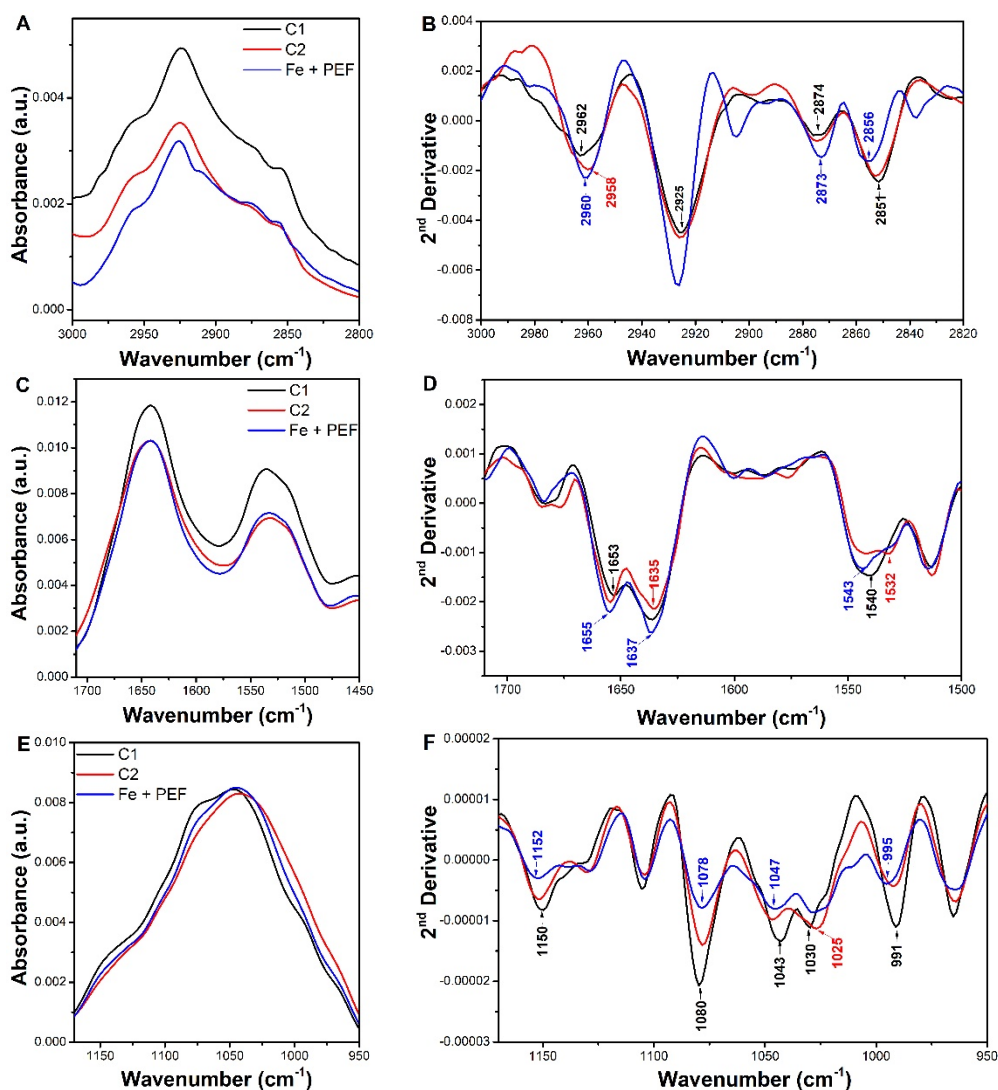 A
C1
C2
Fe + PEF
Absorbance (a.u.)
0.004
0.002
0.000
3000 2950 2900 2850 2800
Wavenumber (cm-1)
B
2nd Derivative
0.004
0.002
0.000
-0.002
-0.004
-0.006
-0.008
2962
2960
2958
2925
2874
2873
2856
2851
3000 2980 2960 2940 2920 2900 2880 2860 2840 2820
Wavenumber (cm-1)
C
C1
C2
Fe + PEF
Absorbance (a.u.)
0.012
0.010
0.008
0.006
0.004
0.002
0.000
1700 1650 1600 1550 1500 1450
Wavenumber (cm-1)
D
2nd Derivative
0.002
0.001
0.000
-0.001
-0.002
-0.003
1655
1653
1637
1635
1543
1540
1532
1700 1650 1600 1550 1500
Wavenumber (cm-1)
E
C1
C2
Fe + PEF
Absorbance (a.u.)
0.010
0.008
0.006
0.004
0.002
0.000
1150 1100 1050 1000 950
Wavenumber (cm-1)
F
2nd Derivative
0.00002
0.00001
0.00000
-0.00001
-0.00002
-0.00003
1152
1150
1080
1078
1047
1043
1030
1025
995
991
1150 1100 1050 1000 950
Wavenumber (cm-1)